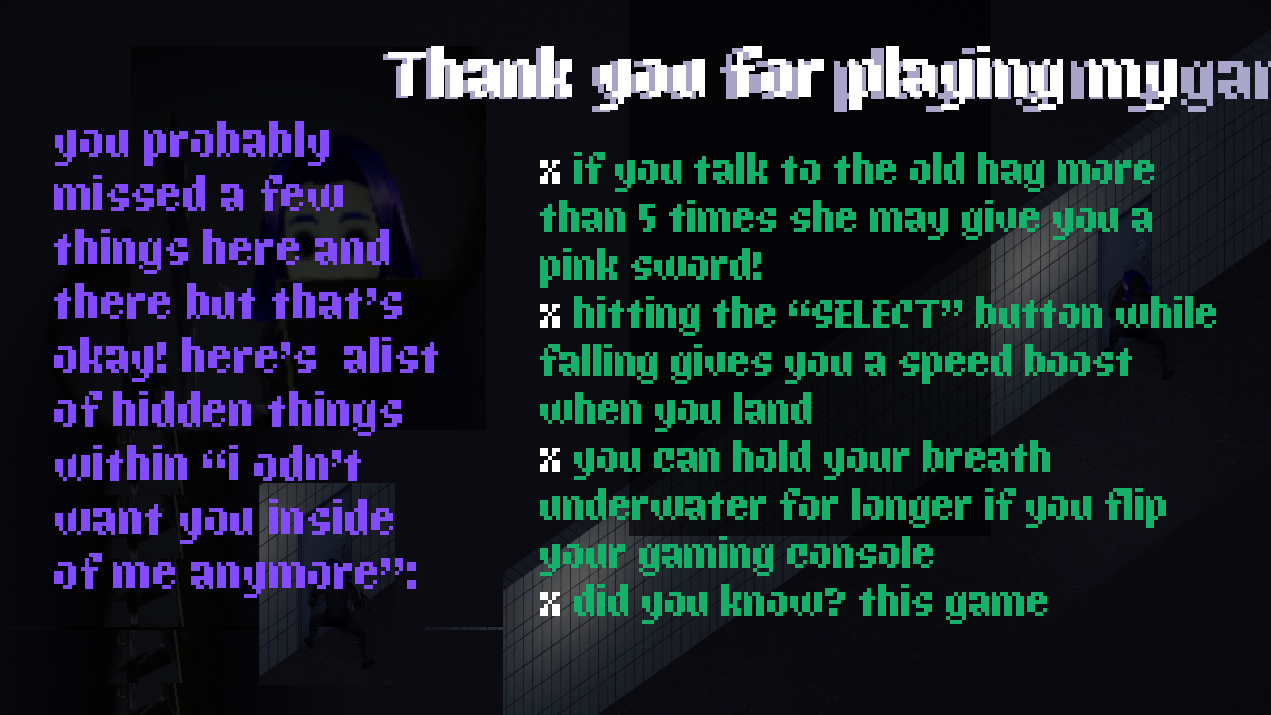 Thank you for playing my gam
you probably
missed a few
things here and
there but that's
okay! here's  alist
of hidden things
within “i odn't
want you inside
of me anymore”:
x if you talk to the old hag more
than 5 times she may give you a
pink sword!
x hitting the “SELECT” button while
falling gives you a speed boost
when you land
x you can hold your breath
underwater for longer if you flip
your gaming console
x did you know? this game